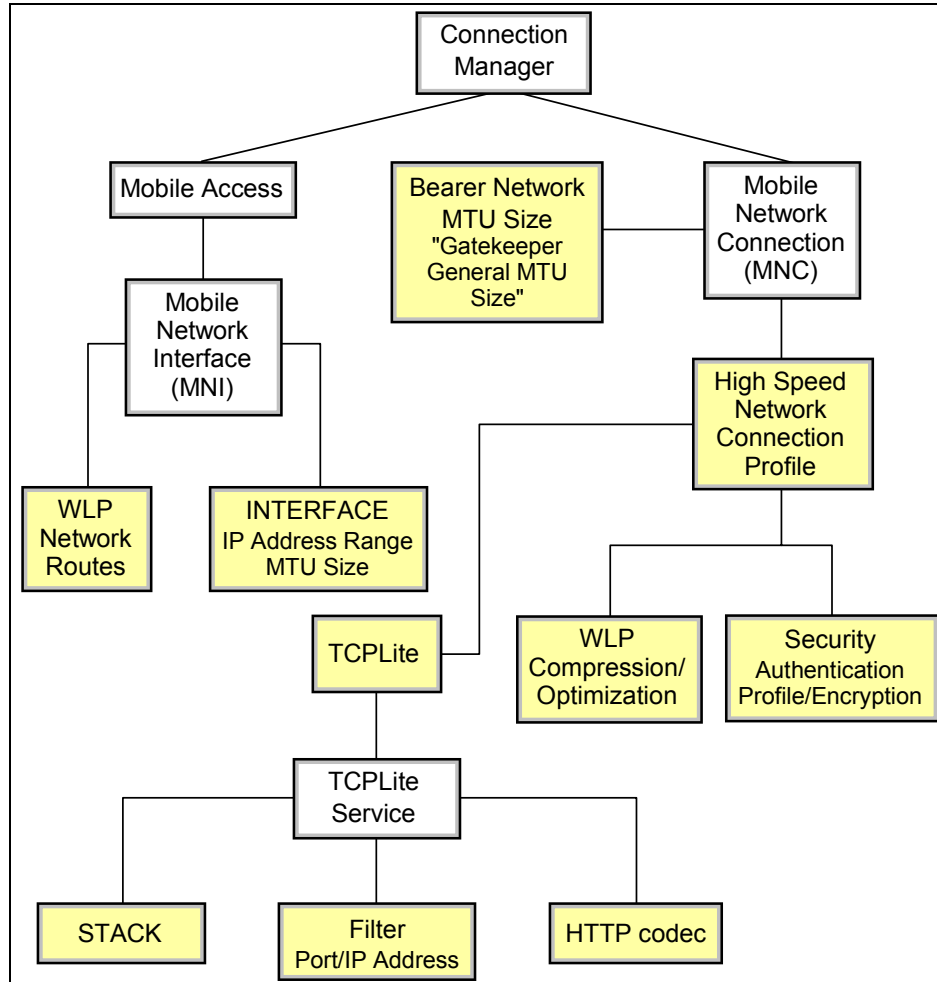 Connection
Manager
Mobile Access
Bearer Network
MTU Size
"Gatekeeper
General MTU
Size"
Mobile
Network
Connection
(MNC)
Mobile
Network
Interface
(MNI)
High Speed
Network
Connection
Profile
WLP
Network
Routes
INTERFACE
IP Address Range
MTU Size
TCPLite
WLP
Compression/
Optimization
Security
Authentication
Profile/Encryption
TCPLite
Service
STACK
Filter
Port/IP Address
HTTP codec